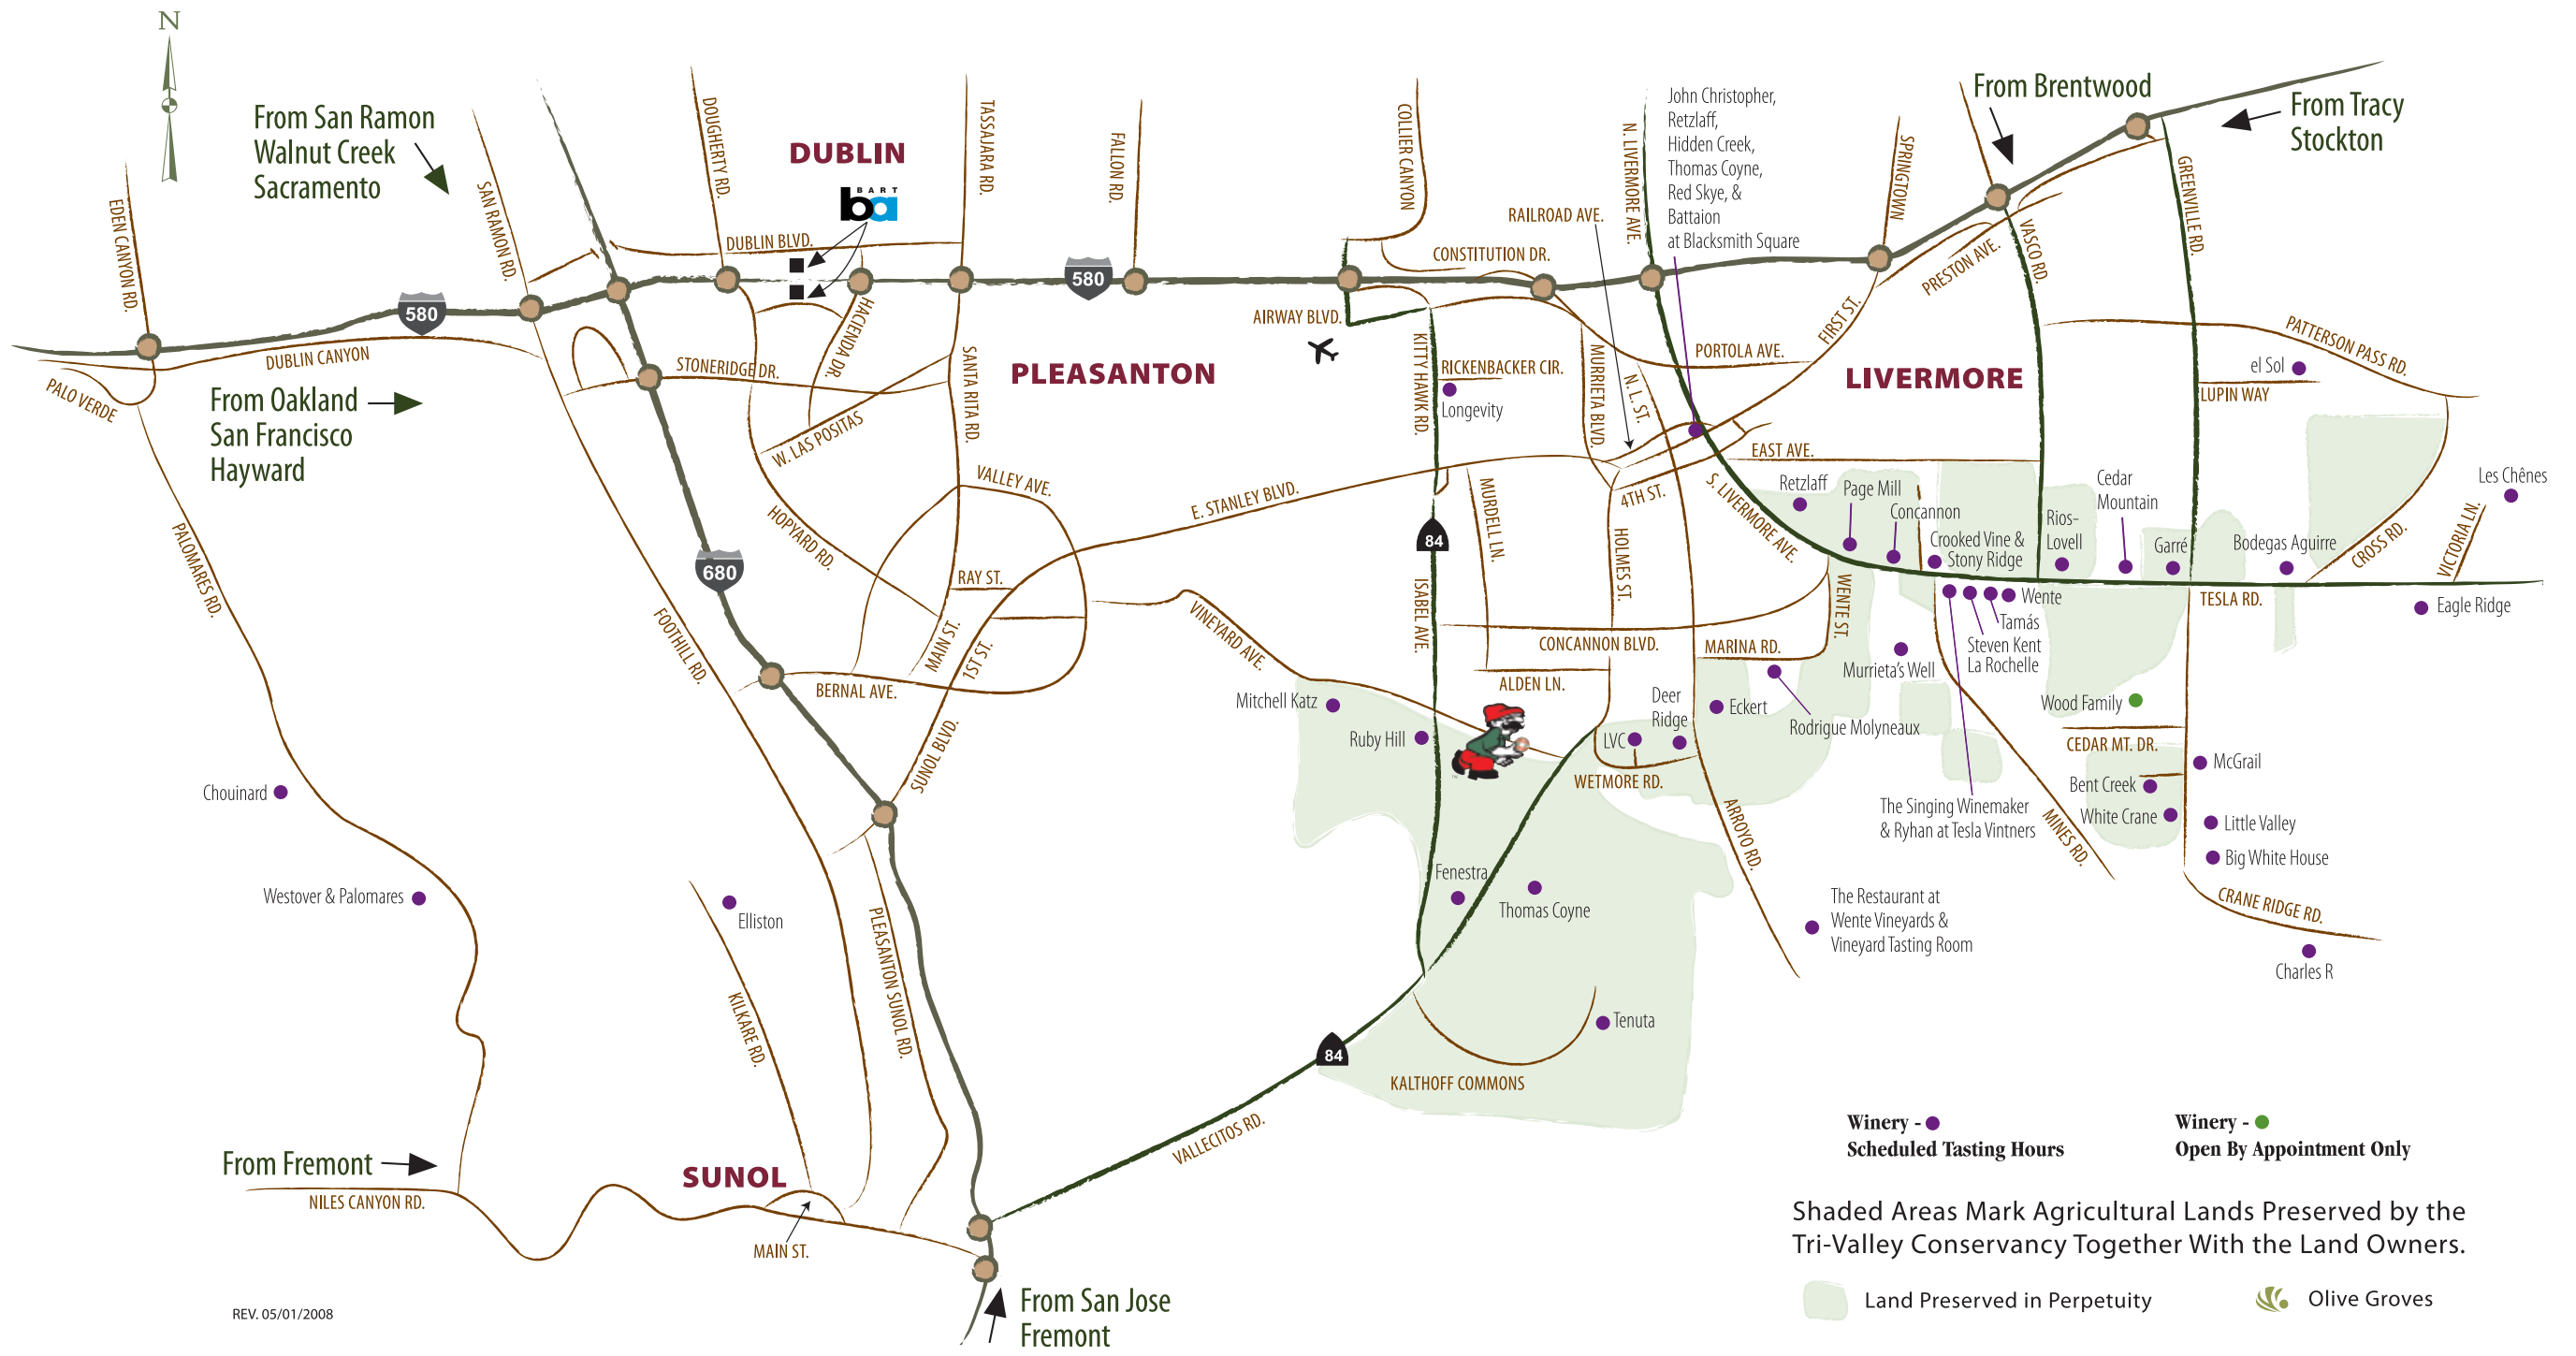 N
From San Ramon
Walnut Creek
Sacramento
EDEN CANYON RD.
SAN RAMON RD.
DOUGHERTY RD.
DUBLIN
BART
ba
DUBLIN BLVD.
TASSAJARA RD.
FALLON RD.
COLLIER CANYON
CONSTITUTION DR.
RAILROAD AVE.
N. LIVERMORE AVE.
John Christopher,
Retzlaff,
Hidden Creek,
Thomas Coyne,
Red Skye, &
Battaion
at Blacksmith Square
SPRINGTOWN
From Brentwood
From Tracy
Stockton
GREENVILLE RD.
VASCO RD.
PRESTON AVE.
580
580
DUBLIN CANYON
PALO VERDE
From Oakland
San Francisco
Hayward
STONERIDGE DR.
HACIENDA DR.
W. LAS POSITAS
SANTA RITA RD.
PLEASANTON
AIRWAY BLVD.
KITTY HAWK RD.
RICKENBACKER CIR.
Longevity
MURRIETA BLVD.
N. L. ST.
PORTOLA AVE.
FIRST ST.
LIVERMORE
PATTERSON PASS RD.
el Sol
LUPIN WAY
EAST AVE.
4TH ST.
S. LIVERMORE AVE.
E. STANLEY BLVD.
VALLEY AVE.
HOPYARD RD.
680
PALOMARES RD.
FOOTHILL RD.
RAY ST.
MAIN ST.
1ST ST.
BERNAL AVE.
SUNOL BLVD.
VINEYARD AVE.
84
ISABEL AVE.
MURDELL LN.
HOLMES ST.
CONCANNON BLVD.
ALDEN LN.
MARINA RD.
WENTE ST.
Retzlaff
Page Mill
Concannon
Crooked Vine &
Stony Ridge
Rios-
Lovell
Cedar
Mountain
Garré
Bodegas Aguirre
CROSS RD.
VICTORIA LN.
Les Chênes
TESLA RD.
Eagle Ridge
Wente
Tamás
Steven Kent
La Rochelle
Murrieta's Well
Wood Family
CEDAR MT. DR.
Mitchell Katz
Ruby Hill
Deer
Ridge
LVC
Eckert
Rodrigue Molyneaux
WETMORE RD.
ARROYO RD.
The Singing Winemaker
& Ryhan at Tesla Vintners
MINES RD.
Bent Creek
White Crane
McGrail
Little Valley
Big White House
CRANE RIDGE RD.
Charles R
Chouinard
Westover & Palomares
Elliston
KILKARE RD.
PLEASANTON SUNOL RD.
Fenestra
Thomas Coyne
The Restaurant at
Wente Vineyards &
Vineyard Tasting Room
Tenuta
KALTHOFF COMMONS
84
VALLECITOS RD.
From Fremont
NILES CANYON RD.
SUNOL
MAIN ST.
From San Jose
Fremont
REV. 05/01/2008
Winery -
Scheduled Tasting Hours
Winery -
Open By Appointment Only
Shaded Areas Mark Agricultural Lands Preserved by the
Tri-Valley Conservancy Together With the Land Owners.
Land Preserved in Perpetuity
Olive Groves